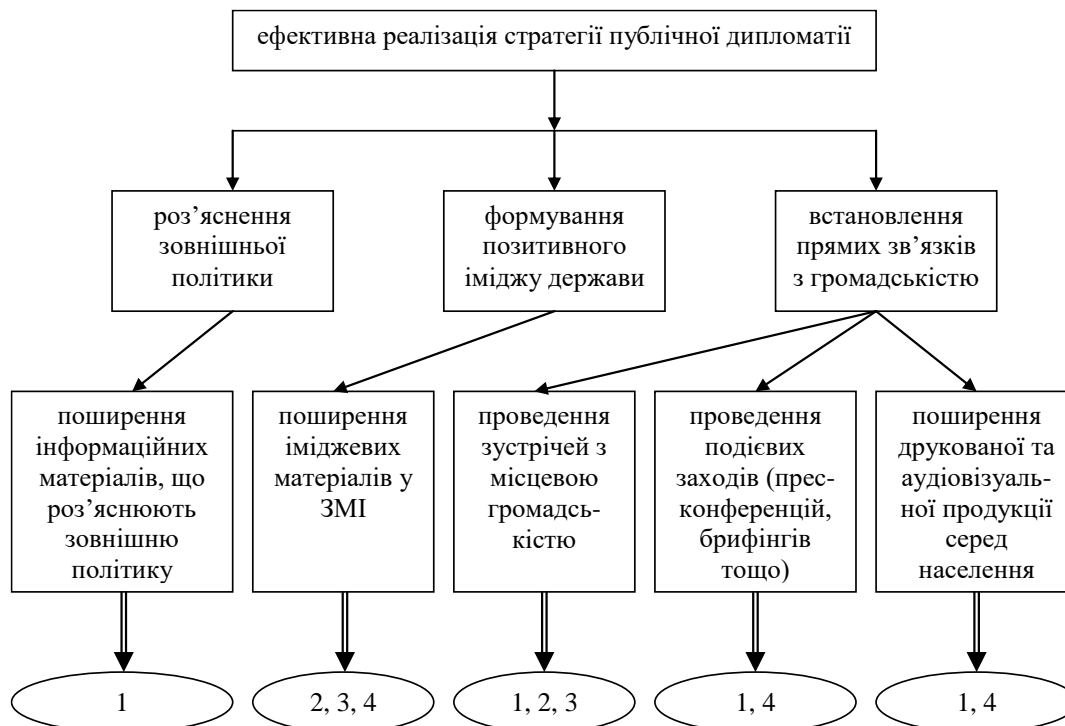 ефективна реалізація стратегії публічної дипломатії
роз’яснення
зовнішньої
політики
формування
позитивного
іміджу держави
встановлення
прямих зв’язків
з громадськістю
поширення
інформаційних
матеріалів, що
роз’яснюють
зовнішню
політику
поширення
іміджевих
матеріалів у
ЗМІ
проведення
зустрічей з
місцевою
громадсь-
кістю
проведення
подієвих
заходів (прес-
конференцій,
брифінгів
тощо)
поширення
друкованої та
аудіовізуаль-
ної продукції
серед
населення
1
2, 3, 4
1, 2, 3
1, 4
1, 4